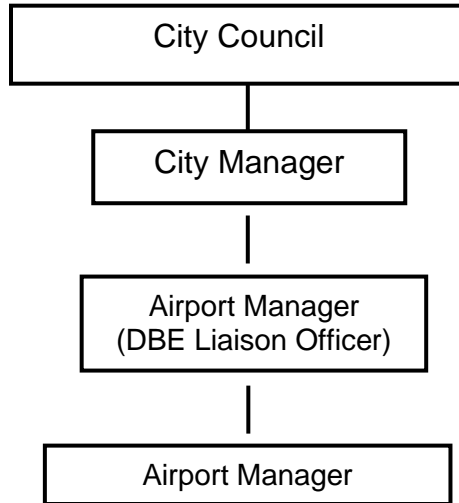 City Council
City Manager
Airport Manager
(DBE Liaison Officer)
Airport Manager